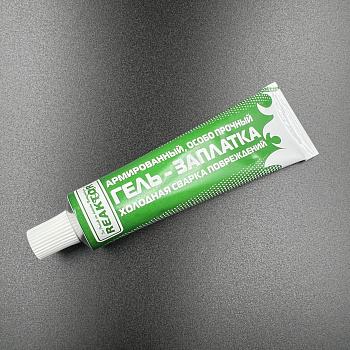 REAKTOR
АРМИРОВАННЫЙ, ОСОБО ПРОЧНЫЙ
ГЕЛЬ-ЗАПЛАТКА
ХОЛОДНАЯ СВАРКА ПОВРЕЖДЕНИЙ